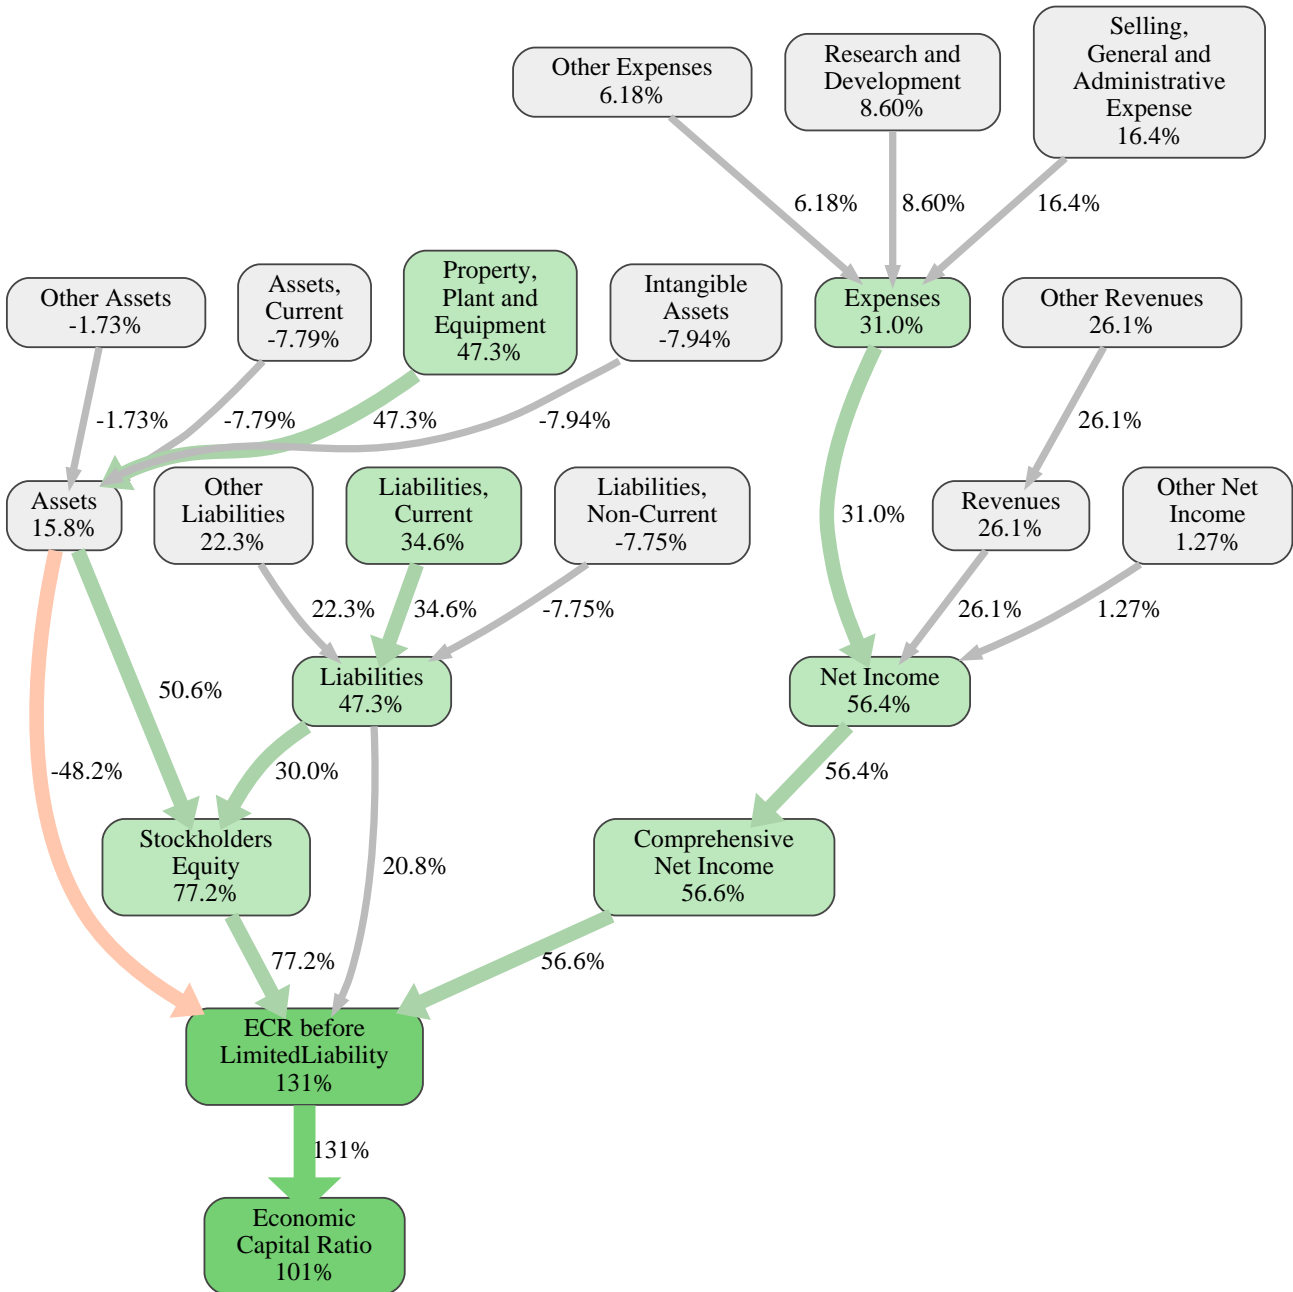 Selling,
General and
Administrative
Expense
16.4%
Research and
Development
8.60%
Other Expenses
6.18%
6.18%
8.60%
16.4%
Other Assets
-1.73%
Assets,
Current
-7.79%
Property,
Plant and
Equipment
47.3%
Intangible
Assets
-7.94%
Expenses
31.0%
Other Revenues
26.1%
-1.73%
-7.79%
47.3%
-7.94%
26.1%
Assets
15.8%
Other
Liabilities
22.3%
Liabilities,
Current
34.6%
Liabilities,
Non-Current
-7.75%
31.0%
Revenues
26.1%
Other Net
Income
1.27%
22.3%
34.6%
-7.75%
26.1%
1.27%
50.6%
Liabilities
47.3%
Net Income
56.4%
-48.2%
30.0%
56.4%
Stockholders
Equity
77.2%
20.8%
Comprehensive
Net Income
56.6%
77.2%
56.6%
ECR before
LimitedLiability
131%
131%
Economic
Capital Ratio
101%